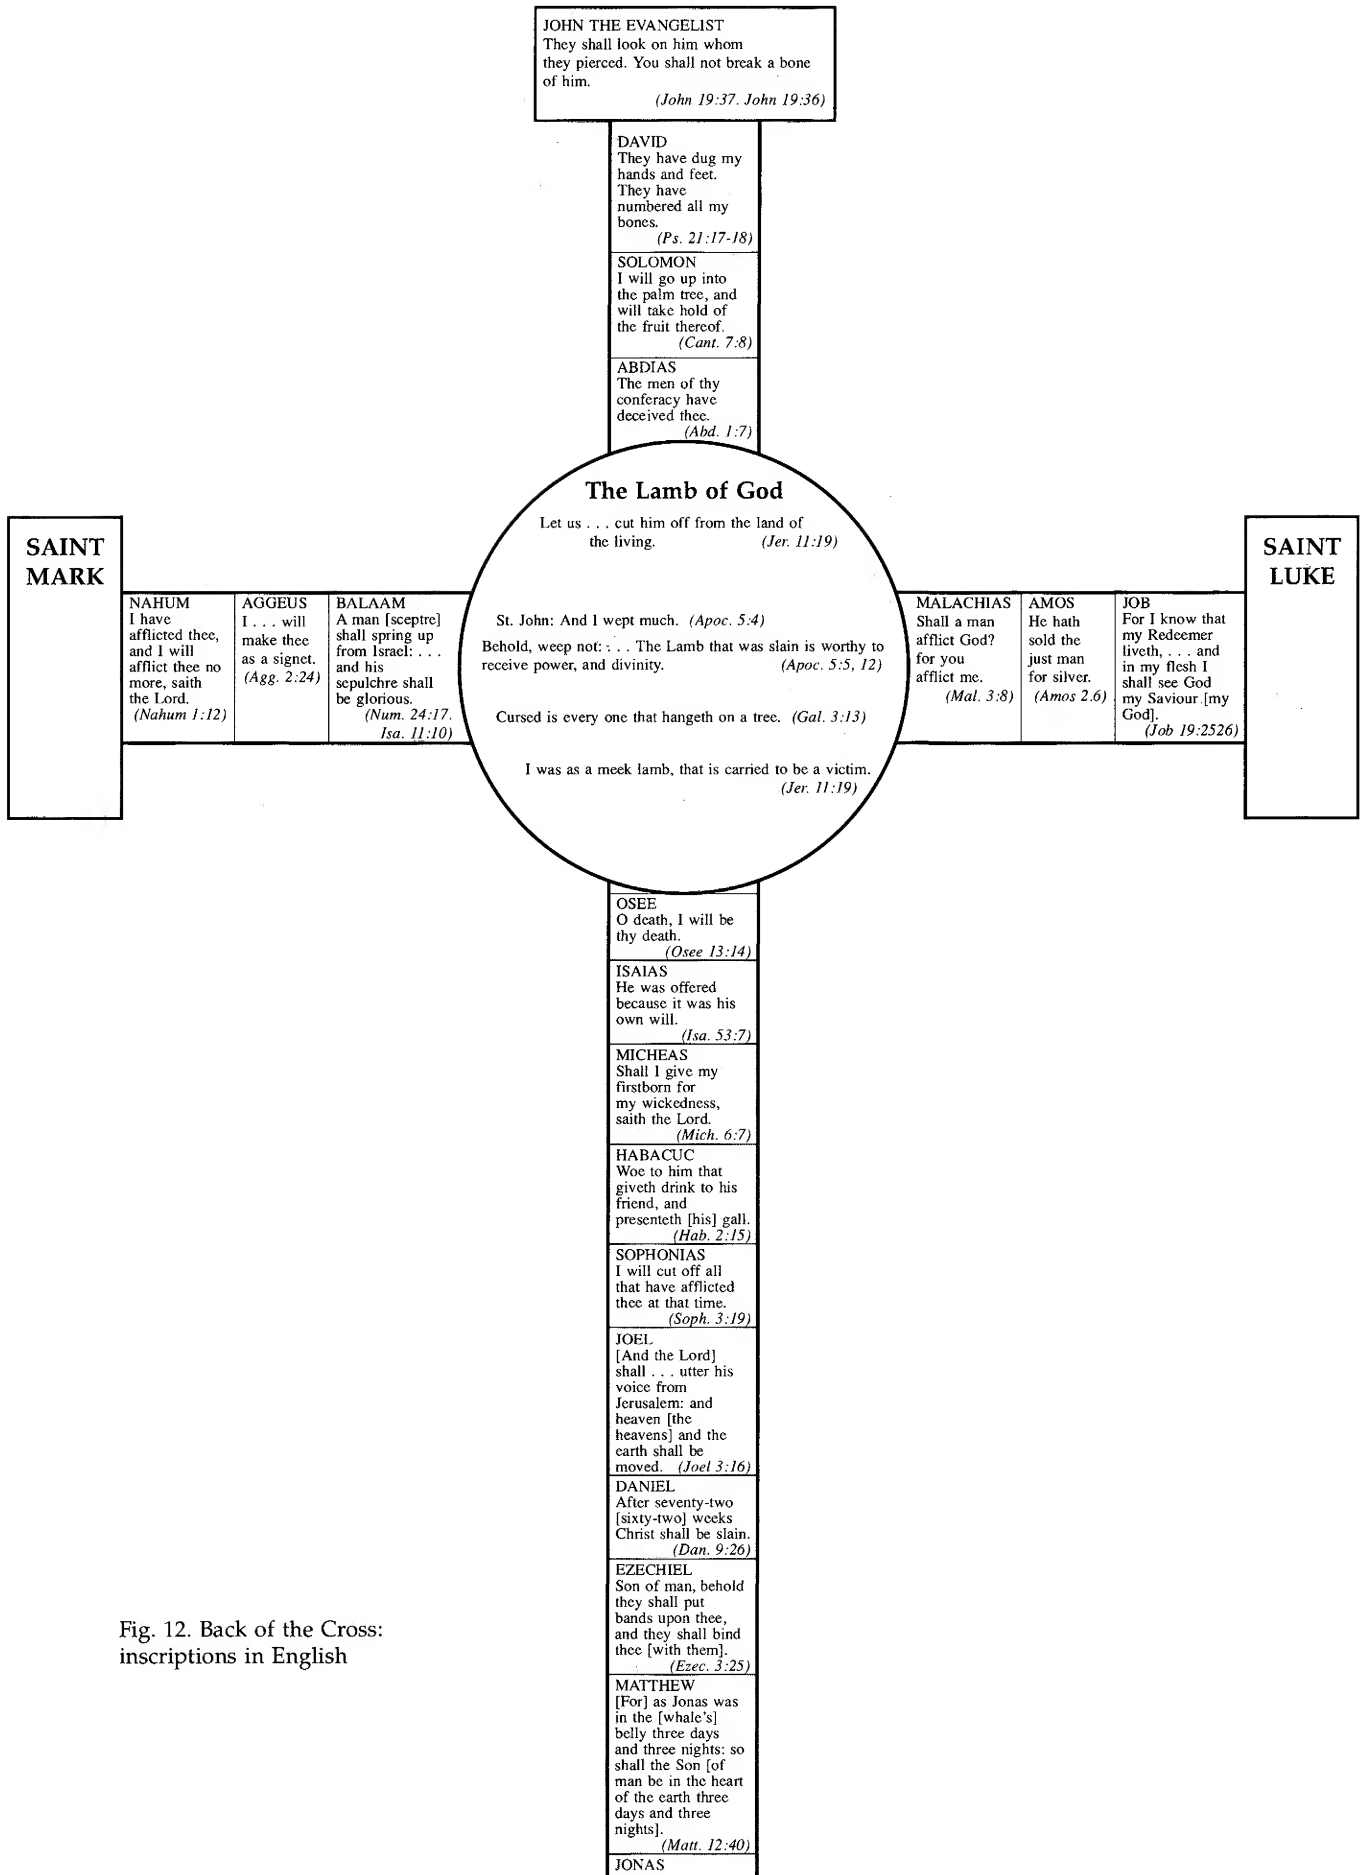 JOHN THE EVANGELIST
They shall look on him whom
they pierced. You shall not break a bone
of him.
(John 19:37. John 19:36)
DAVID
They have dug my
hands and feet.
They have
numbered all my
bones.
(Ps. 21:17-18)
SOLOMON
I will go up into
the palm tree, and
will take hold of
the fruit thereof.
(Cant. 7:8)
ABDIAS
The men of thy
conferacy have
deceived thee.
(Abd. 1:7)
The Lamb of God
Let us . . . cut him off from the land of
the living. (Jer. 11:19)
St. John: And I wept much. (Apoc. 5:4)
Behold, weep not: . . . The Lamb that was slain is worthy to
receive power, and divinity. (Apoc. 5:5, 12)
Cursed is every one that hangeth on a tree. (Gal. 3:13)
I was as a meek lamb, that is carried to be a victim.
(Jer. 11:19)
SAINT
MARK
NAHUM
I have
afflicted thee,
and I will
afflict thee no
more, saith
the Lord.
(Nahum 1:12)
AGGEUS
I . . . will
make thee
as a signet.
(Agg. 2:24)
BALAAM
A man [sceptre]
shall spring up
from Israel: . . .
and his
sepulchre shall
be glorious.
(Num. 24:17.
Isa. 11:10)
MALACHIAS
Shall a man
afflict God?
for you
afflict me.
(Mal. 3:8)
AMOS
He hath
sold the
just man
for silver.
(Amos 2.6)
JOB
For I know that
my Redeemer
liveth, . . . and
in my flesh I
shall see God
my Saviour [my
God].
(Job 19:2526)
SAINT
LUKE
OSEE
O death, I will be
thy death.
(Osee 13:14)
ISAIAS
He was offered
because it was his
own will.
(Isa. 53:7)
MICHEAS
Shall I give my
firstborn for
my wickedness,
saith the Lord.
(Mich. 6:7)
HABACUC
Woe to him that
giveth drink to his
friend, and
presenteth [his] gall.
(Hab. 2:15)
SOPHONIAS
I will cut off all
that have afflicted
thee at that time.
(Soph. 3:19)
JOEL
[And the Lord]
shall . . . utter his
voice from
Jerusalem: and
heaven [the
heavens] and the
earth shall be
moved. (Joel 3:16)
DANIEL
After seventy-two
[sixty-two] weeks
Christ shall be slain.
(Dan. 9:26)
EZECHIEL
Son of man, behold
they shall put
bands upon thee,
and they shall bind
thee [with them].
(Ezec. 3:25)
MATTHEW
[For] as Jonas was
in the [whale's]
belly three days
and three nights: so
shall the Son [of
man be in the heart
of the earth three
days and three
nights].
(Matt. 12:40)
JONAS
Fig. 12. Back of the Cross:
inscriptions in English